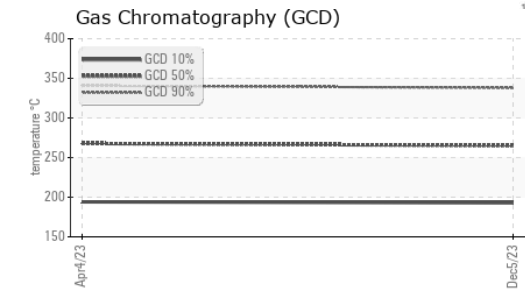 Gas Chromatography (GCD)
400
350
300
250
200
150
temperature °C
GCD 10%
GCD 50%
GCD 90%
Apr4/23
Dec5/23